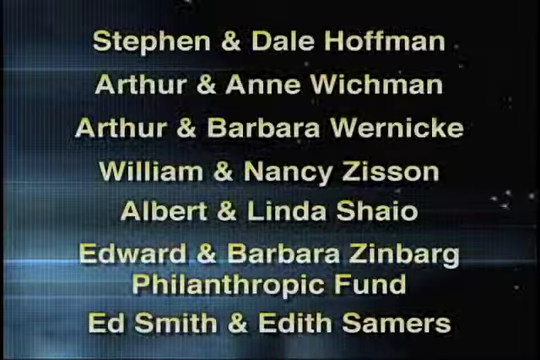 Stephen & Dale Hoffman
Arthur & Anne Wichman
Arthur & Barbara Wernicke
William & Nancy Zisson
Albert & Linda Shaio
Edward & Barbara Zinbarg
Philanthropic Fund
Ed Smith & Edith Samers